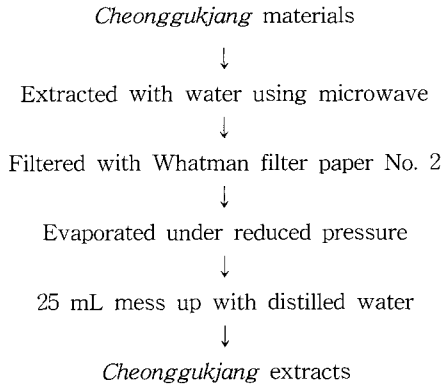 Cheonggukjang materials
↓
Extracted with water using microwave
↓
Filtered with Whatman filter paper No. 2
↓
Evaporated under reduced pressure
↓
25 mL mess up with distilled water
↓
Cheonggukjang extracts